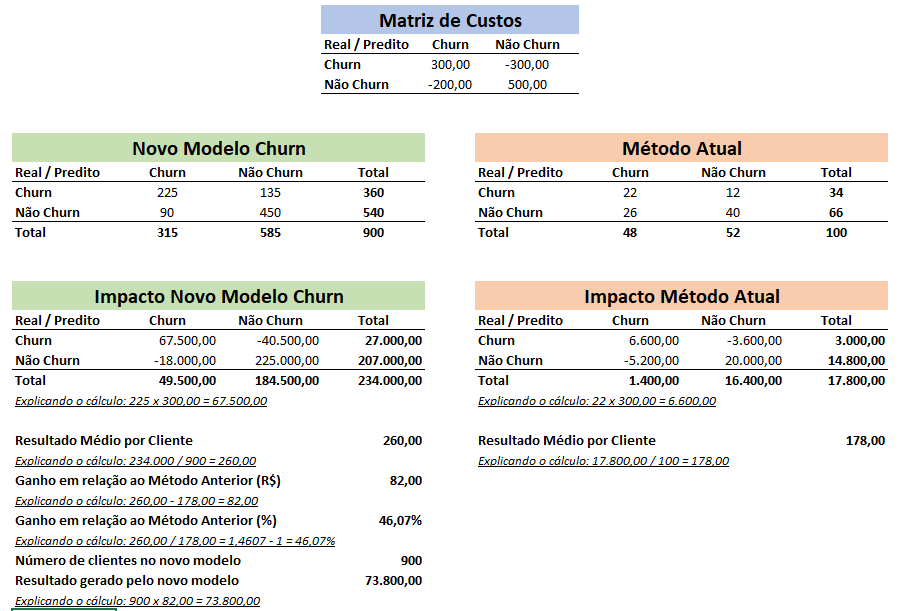 Matriz de Custos
Real / Predito Churn Não Churn
Churn 300,00 -300,00
Não Churn -200,00 500,00
Novo Modelo Churn
Real / Predito Churn Não Churn Total
Churn 225 135 360
Não Churn 90 450 540
Total 315 585 900
Método Atual
Real / Predito Churn Não Churn Total
Churn 22 12 34
Não Churn 26 40 66
Total 48 52 100
Impacto Novo Modelo Churn
Real / Predito Churn Não Churn Total
Churn 67.500,00 -40.500,00 27.000,00
Não Churn -18.000,00 225.000,00 207.000,00
Total 49.500,00 184.500,00 234.000,00
Explicando o cálculo: 225 x 300,00 = 67.500,00
Resultado Médio por Cliente 260,00
Explicando o cálculo: 234.000 / 900 = 260,00
Ganho em relação ao Método Anterior (R$) 82,00
Explicando o cálculo: 260,00 - 178,00 = 82,00
Ganho em relação ao Método Anterior (%) 46,07%
Explicando o cálculo: 260,00 / 178,00 = 1,4607 - 1 = 46,07%
Número de clientes no novo modelo 900
Resultado gerado pelo novo modelo 73.800,00
Explicando o cálculo: 900 x 82,00 = 73.800,00
Impacto Método Atual
Real / Predito Churn Não Churn Total
Churn 6.600,00 -3.600,00 3.000,00
Não Churn -5.200,00 20.000,00 14.800,00
Total 1.400,00 16.400,00 17.800,00
Explicando o cálculo: 22 x 300,00 = 6.600,00
Resultado Médio por Cliente 178,00
Explicando o cálculo: 17.800,00 / 100 = 178,00